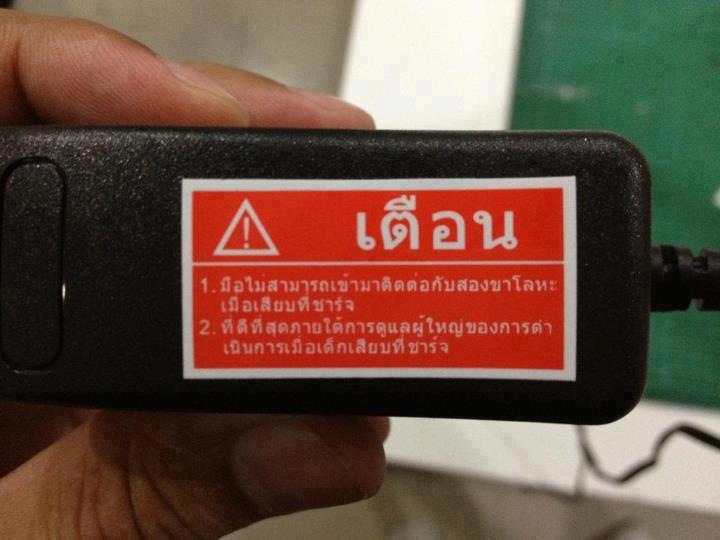 เตือน
1. มือไม่สามารถเข้ามาติดต่อกับสองขาโลหะ
เมื่อเสียบที่ชาร์จ
2. ที่ดีที่สุดภายใต้การดูแลผู้ใหญ่ของการดำ
เนินการเมื่อเด็กเสียบที่ชาร์จ